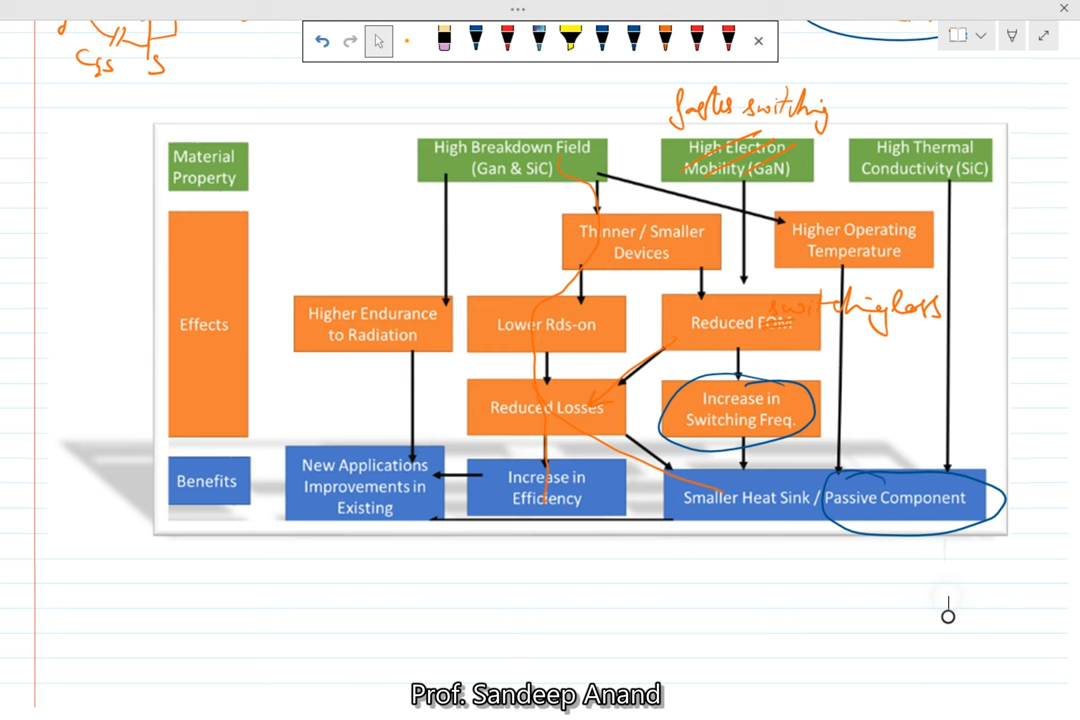 Cgs S
faster switching
Material
Property
High Breakdown Field
(Gan & SiC)
High Electron
Mobility (GaN)
High Thermal
Conductivity (SiC)
Effects
Thinner / Smaller
Devices
Higher Operating
Temperature
Higher Endurance
to Radiation
Lower Rds-on
Reduced FOM
switching loss
Reduced Losses
Increase in
Switching Freq.
Benefits
New Applications
Improvements in
Existing
Increase in
Efficiency
Smaller Heat Sink / Passive Component
Prof. Sandeep Anand